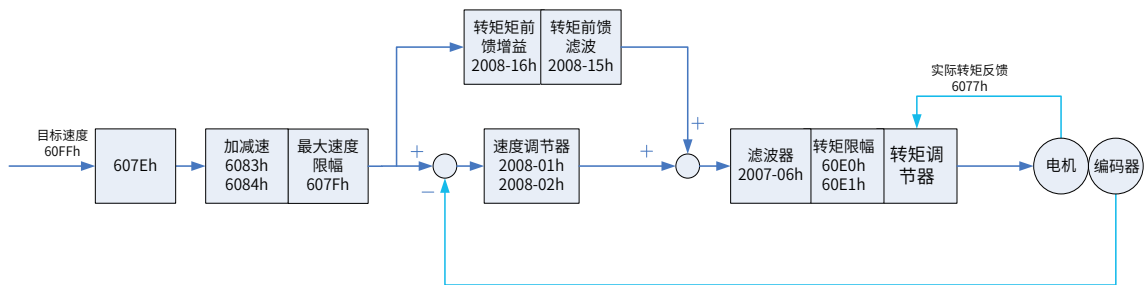 转矩矩前
馈增益
2008-16h
转矩前馈
滤波
2008-15h
实际转矩反馈
6077h
目标速度
60FFh
607Eh
加减速
6083h
6084h
最大速度
限幅
607Fh
+
−
速度调节器
2008-01h
2008-02h
+
+
滤波器
2007-06h
转矩限幅
60E0h
60E1h
转矩调
节器
电机
编码器